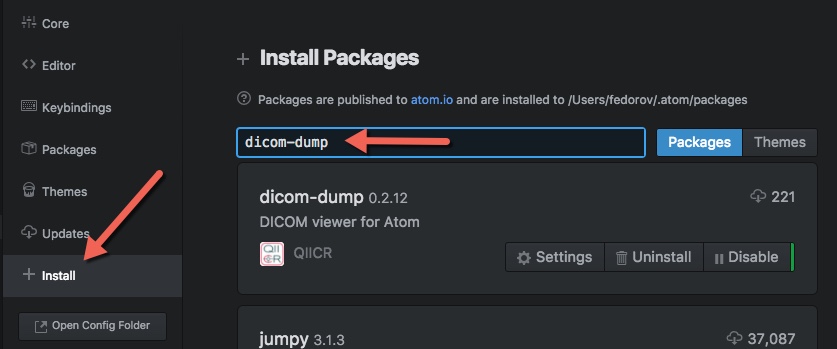 Core
Editor
Keybindings
Packages
Themes
Updates
Install
Open Config Folder
Install Packages
Packages are published to atom.io and are installed to /Users/fedorov/.atom/packages
dicom-dump
Packages Themes
dicom-dump 0.2.12 221
DICOM viewer for Atom
QIICR QIICR
Settings Uninstall Disable
jumpy 3.1.3 37,087